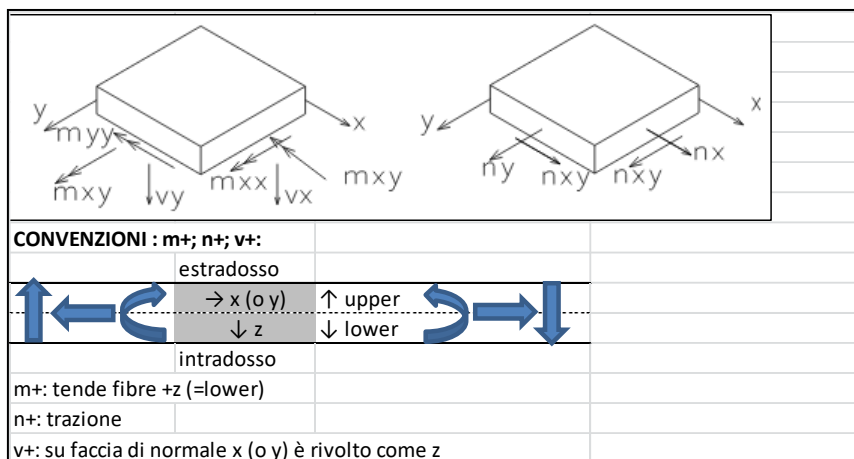 y x y x
myy mxy vy mxx vx mxy ny nxy nxy nx
CONVENZIONI : m+; n+; v+:
estradosso
→ x (o y) ↑ upper
↓ z ↓ lower
intradosso
m+: tende fibre +z (=lower)
n+: trazione
v+: su faccia di normale x (o y) è rivolto come z